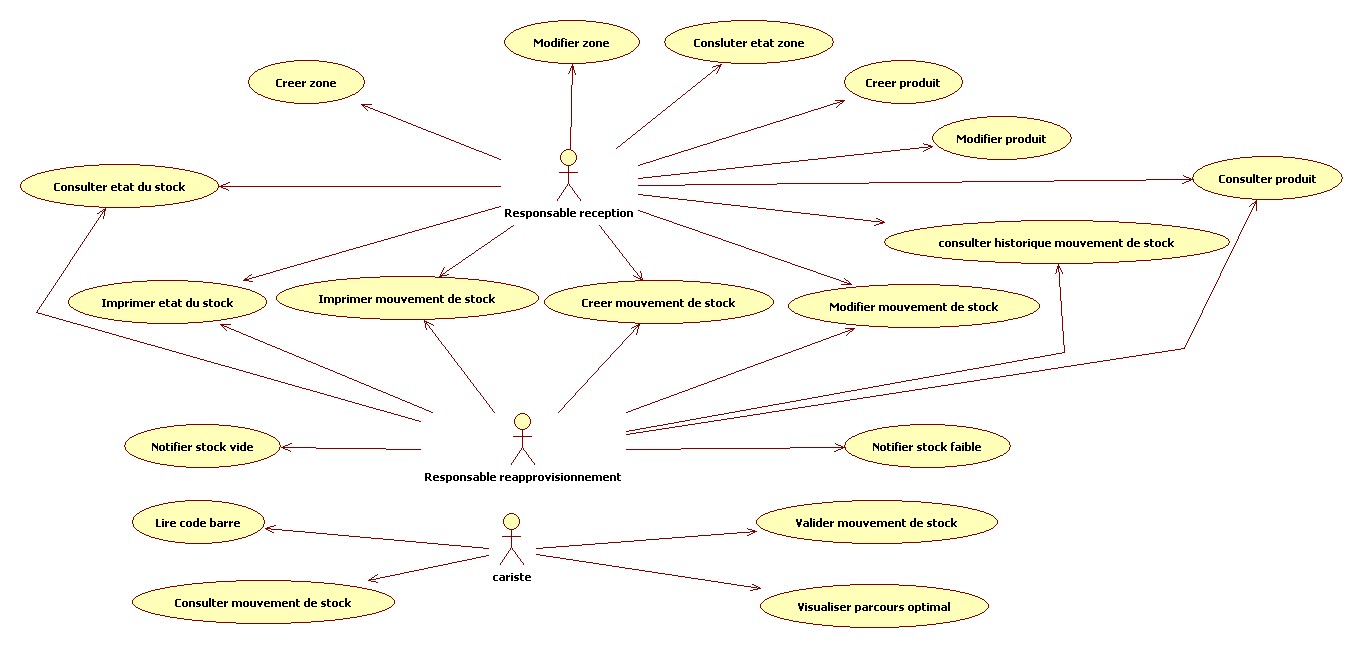 Modifier zone
Consluter etat zone
Creer zone
Creer produit
Modifier produit
Consulter etat du stock
Consulter produit
Responsable reception
consulter historique mouvement de stock
Imprimer etat du stock
Imprimer mouvement de stock
Creer mouvement de stock
Modifier mouvement de stock
Notifier stock vide
Notifier stock faible
Responsable reapprovisionnement
Lire code barre
Valider mouvement de stock
cariste
Consulter mouvement de stock
Visualiser parcours optimal